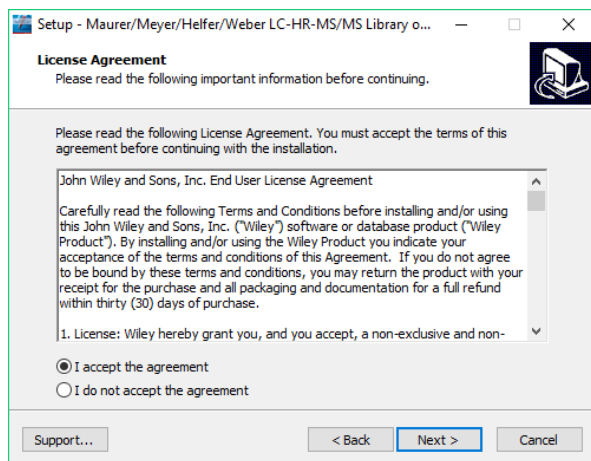 Setup - Maurer/Meyer/Helfer/Weber LC-HR-MS/MS Library o...
License Agreement
Please read the following important information before continuing.
Please read the following License Agreement. You must accept the terms of this
agreement before continuing with the installation.
John Wiley and Sons, Inc. End User License Agreement
Carefully read the following Terms and Conditions before installing and/or using
this John Wiley and Sons, Inc. ("Wiley") software or database product ("Wiley
Product"). By installing and/or using the Wiley Product you indicate your
acceptance of the terms and conditions of this Agreement.  If you do not agree
to be bound by these terms and conditions, you may return the product with your
receipt for the purchase and all packaging and documentation for a full refund
within thirty (30) days of purchase.
1. License: Wiley hereby grant you, and you accept, a non-exclusive and non-
I accept the agreement
I do not accept the agreement
Support...
< Back
Next >
Cancel